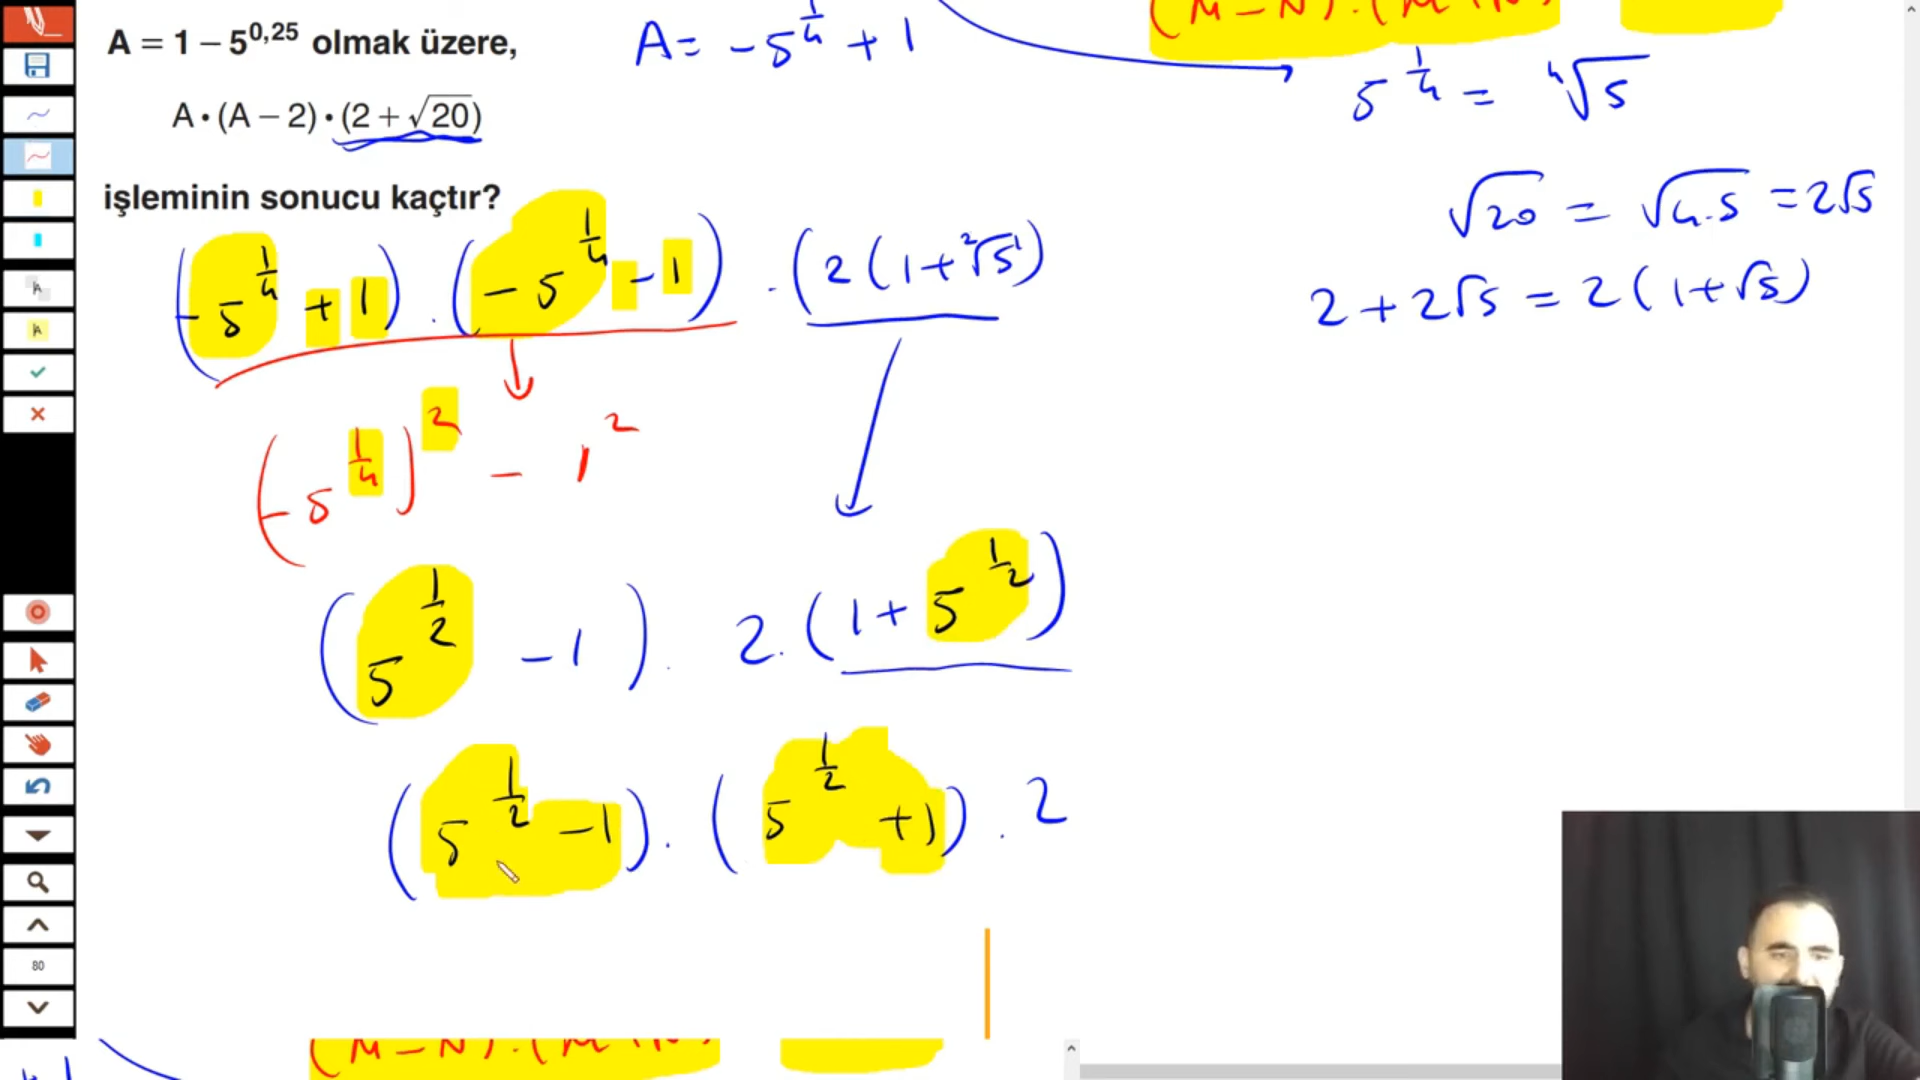 A = 1 – 5^0,25 olmak üzere,
A = -5^(1/4) + 1
(M – N) . (M + N)
A • (A – 2) • (2 + √20)
5^(1/4) = ⁴√5
işleminin sonucu kaçtır?
√20 = √4.5 = 2√5
(-5^(1/4) + 1) . (-5^(1/4) - 1) . (2(1+²√5¹)
2 + 2√5 = 2(1+√5)
(-5^(1/4))² - 1²
(5^(1/2) - 1) . 2.(1+5^(1/2))
(5^(1/2) - 1) . (5^(1/2) + 1) . 2
80